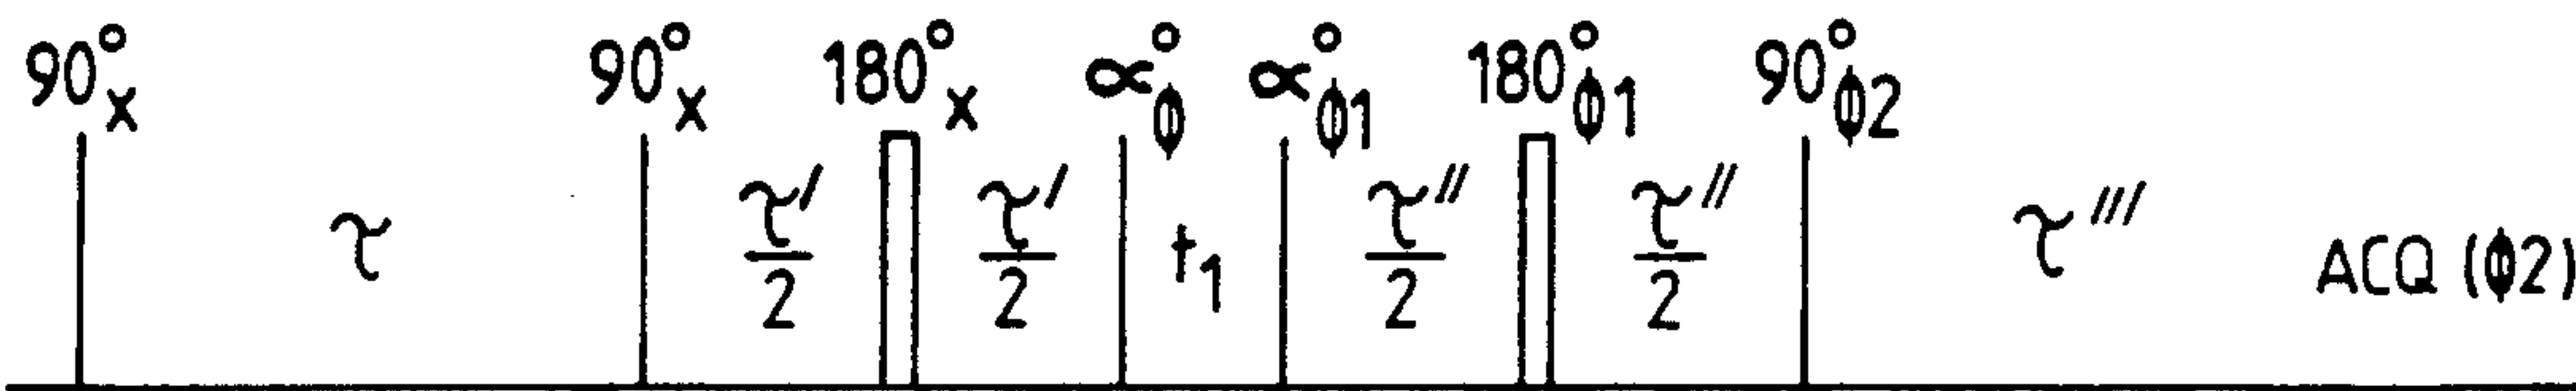 90°x 90°x 180°x ∝°ϕ ∝°ϕ1 180°ϕ1 90°ϕ2
τ τ′/2 τ′/2 t1 τ″/2 τ″/2 τ‴ ACQ (ϕ2)